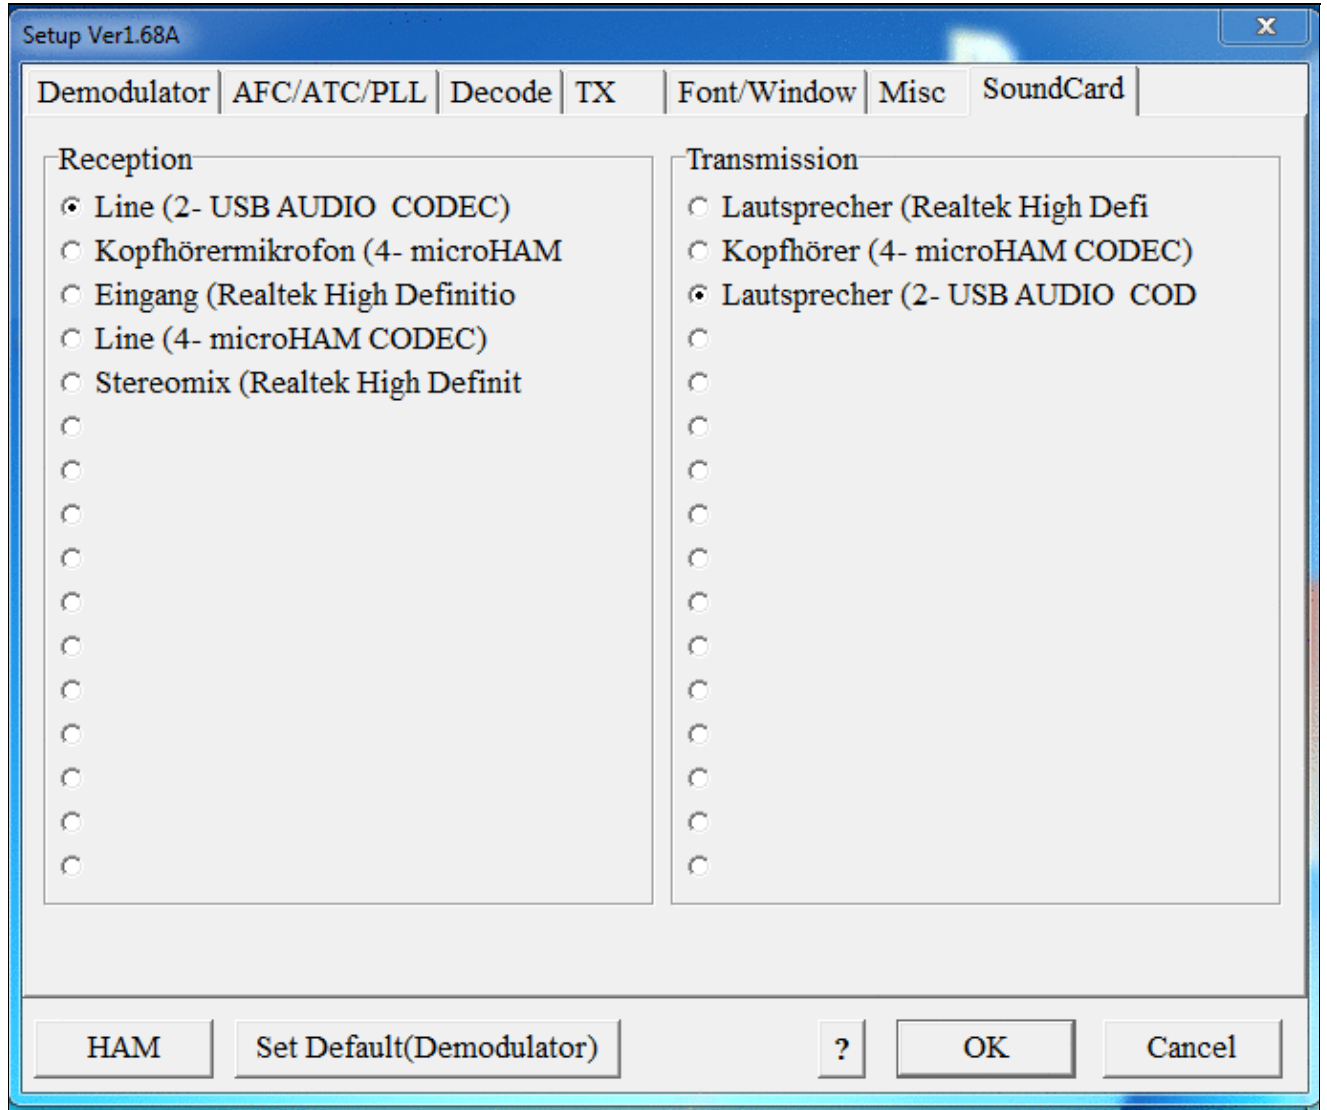 Setup Ver1.68A
X
Demodulator AFC/ATC/PLL Decode TX Font/Window Misc SoundCard
Reception
Line (2- USB AUDIO  CODEC)
Kopfhörermikrofon (4- microHAM
Eingang (Realtek High Definitio
Line (4- microHAM CODEC)
Stereomix (Realtek High Definit
Transmission
Lautsprecher (Realtek High Defi
Kopfhörer (4- microHAM CODEC)
Lautsprecher (2- USB AUDIO  COD
HAM Set Default(Demodulator) ? OK Cancel